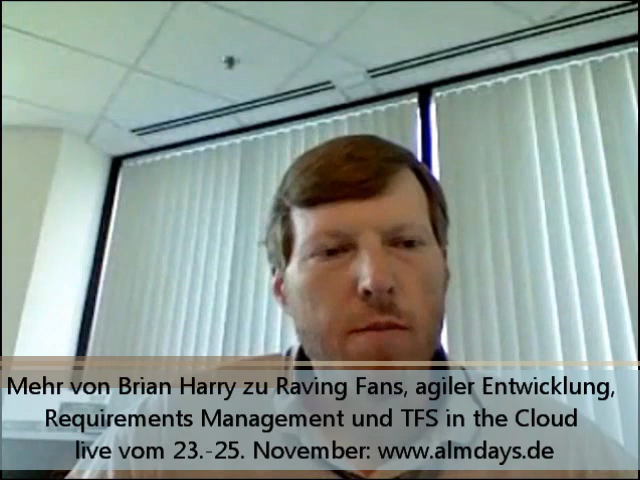 Mehr von Brian Harry zu Raving Fans, agiler Entwicklung,
Requirements Management und TFS in the Cloud
live vom 23.-25. November: www.almdays.de